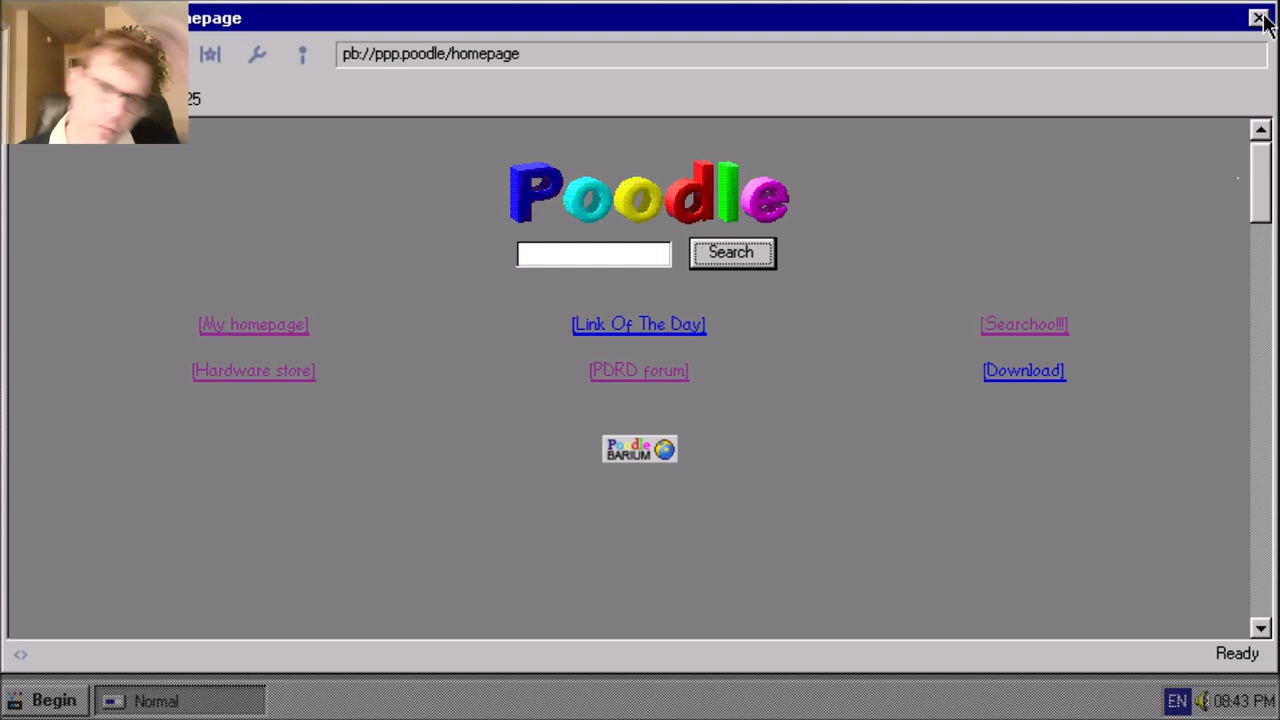 epage
pb://ppp.poodle/homepage
25
Poodle
Search
[My homepage] [Link Of The Day] [Searchoo!!!]
[Hardware store] [PDRD forum] [Download]
Poodle
BARIUM
Ready
Begin Normal EN 08:43 PM